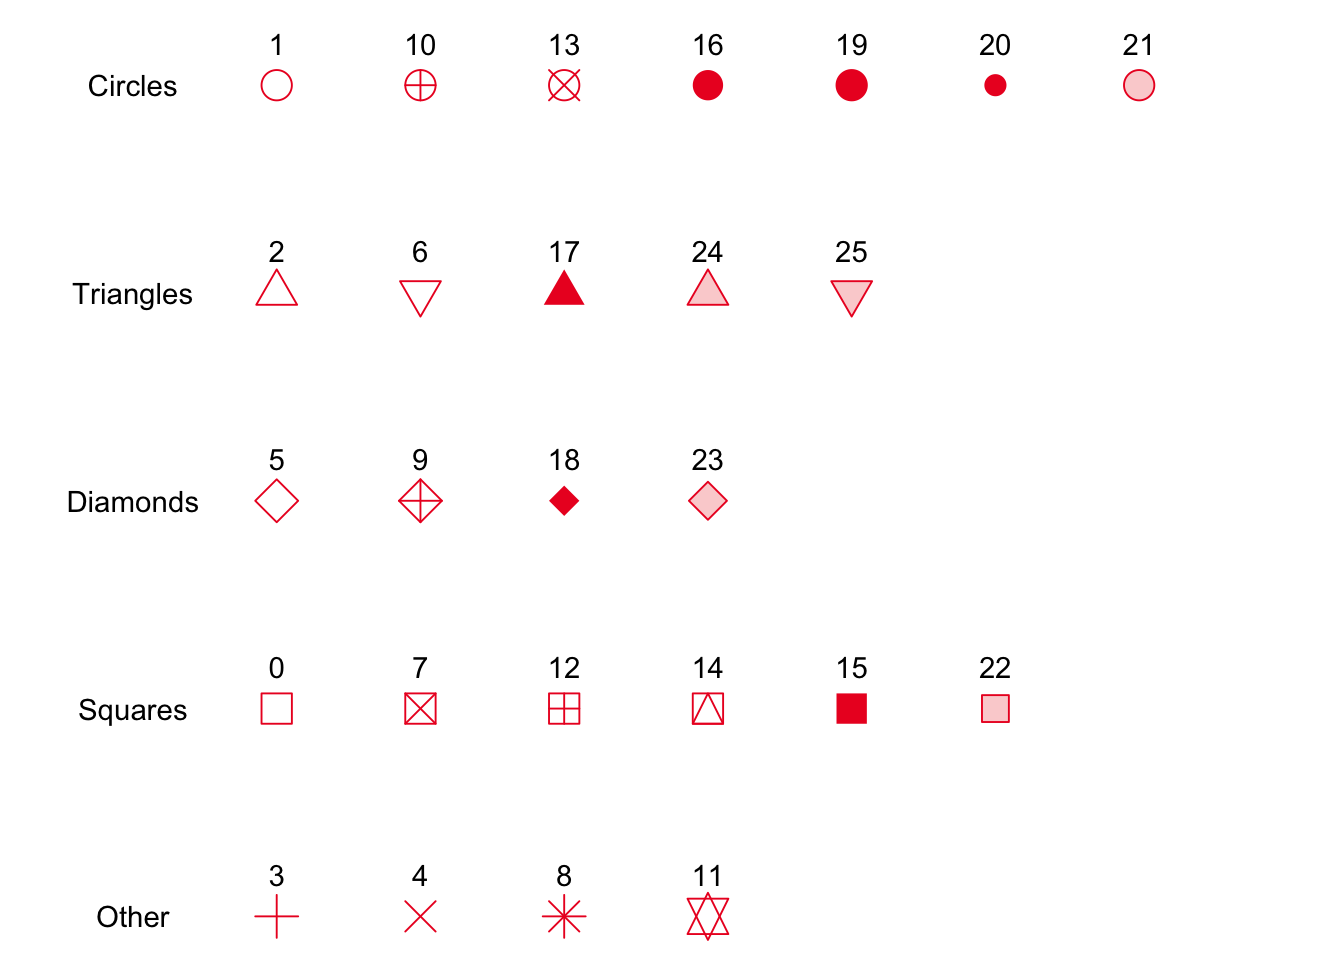 1 10 13 16 19 20 21
Circles
2 6 17 24 25
Triangles
5 9 18 23
Diamonds
0 7 12 14 15 22
Squares
3 4 8 11
Other